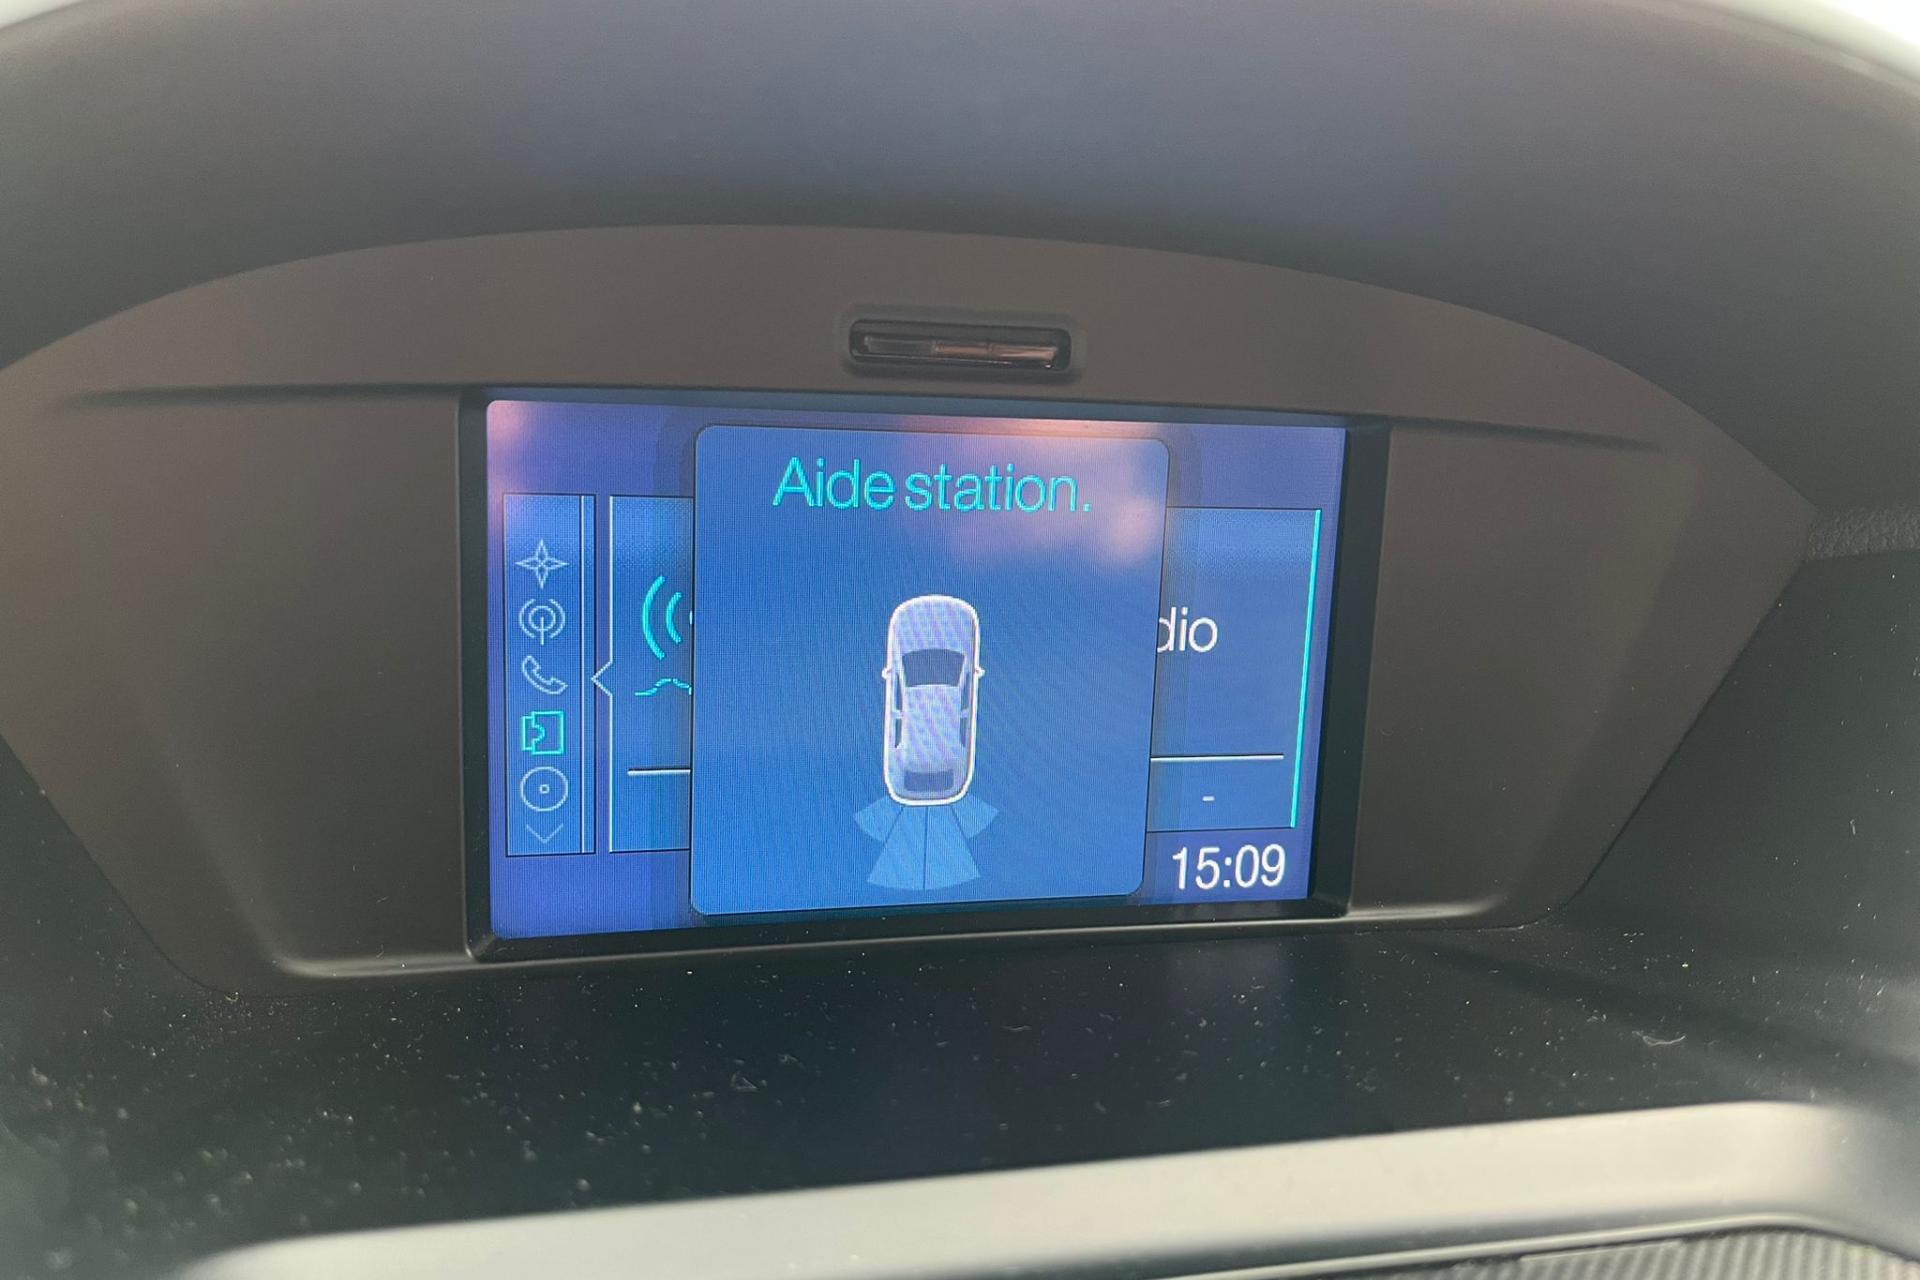 Aide station.
dio
-
15:09